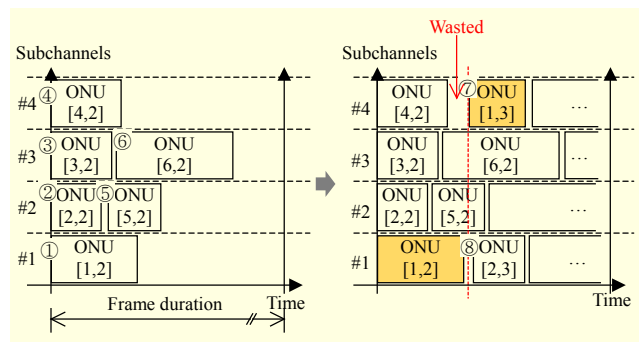 Wasted
Subchannels
Subchannels
#4 ④ ONU [4,2]
#3 ③ ONU [3,2] ⑥ ONU [6,2]
#2 ② ONU [2,2] ⑤ ONU [5,2]
#1 ① ONU [1,2]
Frame duration
Time
#4 ONU [4,2] ⑦ ONU [1,3] ...
#3 ONU [3,2] ONU [6,2] ...
#2 ONU [2,2] ONU [5,2] ...
#1 ONU [1,2] ⑧ ONU [2,3] ...
Time